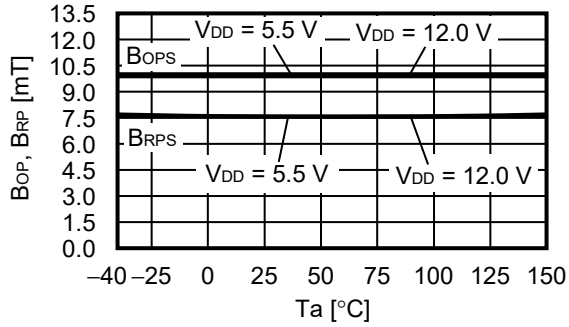 13.5
12.0
10.5
9.0
7.5
6.0
4.5
3.0
1.5
0.0
BOP, BRP [mT]
VDD = 5.5 V
VDD = 12.0 V
BOPS
BRPS
VDD = 5.5 V
VDD = 12.0 V
−40 −25 0 25 50 75 100 125 150
Ta [°C]